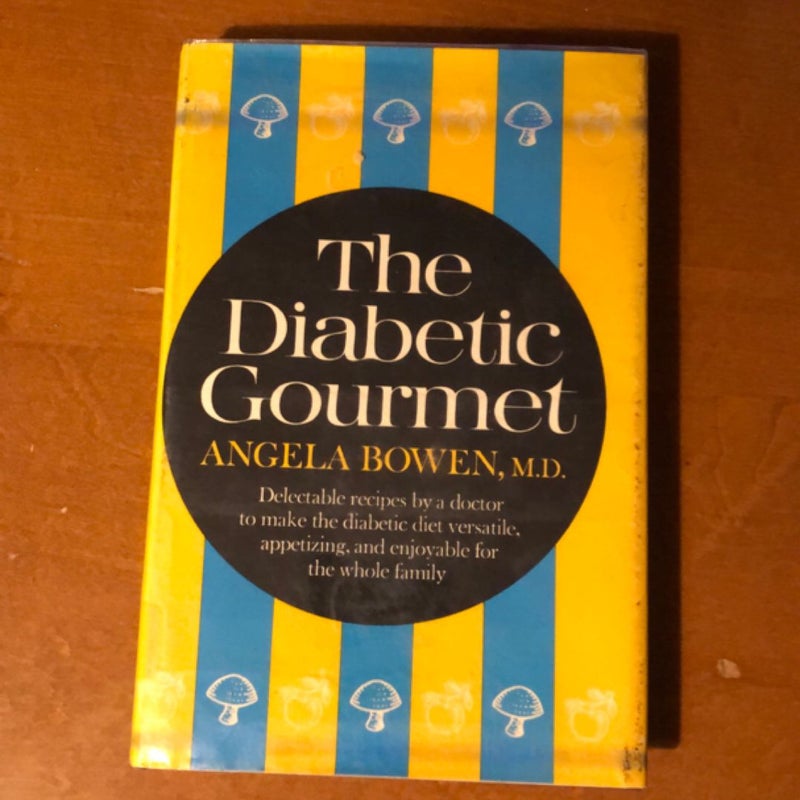 The
Diabetic
Gourmet
ANGELA BOWEN, M.D.
Delectable recipes by a doctor
to make the diabetic diet versatile,
appetizing, and enjoyable for
the whole family